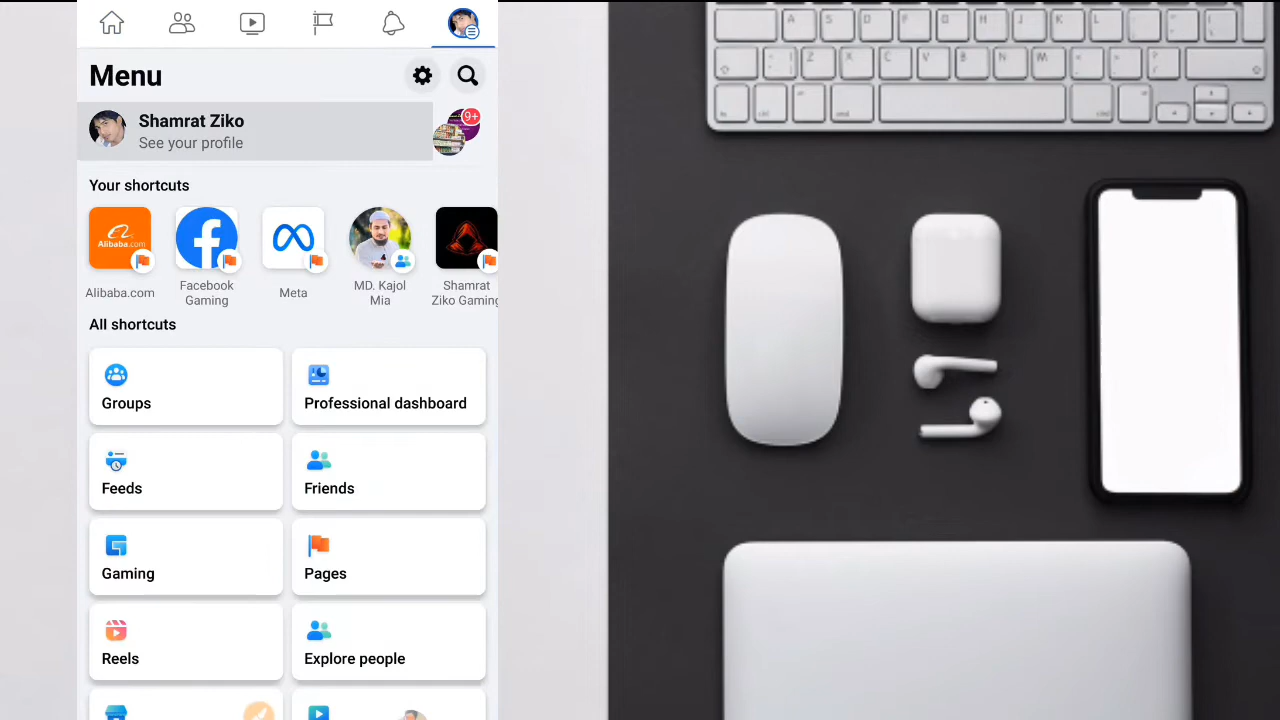 Menu
Shamrat Ziko
See your profile
9+
Your shortcuts
Alibaba.com
Alibaba.com
Facebook
Gaming
Meta
MD. Kajol
Mia
Shamrat
Ziko Gaming
All shortcuts
Groups
Professional dashboard
Feeds
Friends
Gaming
Pages
Reels
Explore people
A S D F G H J K L
Z X C V B N M